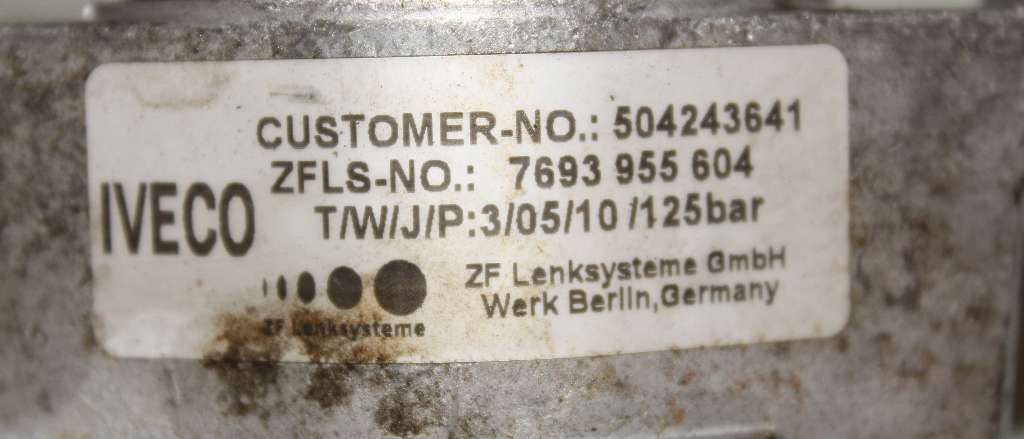 CUSTOMER-NO.: 504243641
ZFLS-NO.: 7693 955 604
IVECO
T/W/J/P:3/05/10 /125bar
ZF Lenksysteme GmbH
Werk Berlin,Germany
ZF Lenksysteme